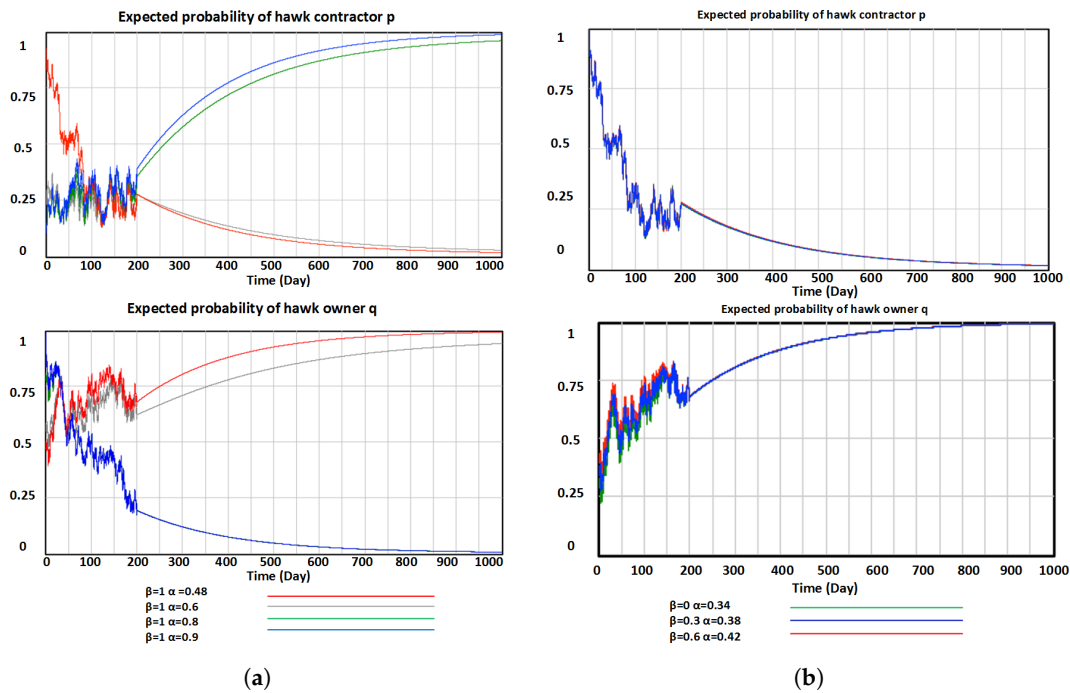 Expected probability of hawk contractor p
1
0.75
0.5
0.25
0
0 100 200 300 400 500 600 700 800 900 1000
Time (Day)
Expected probability of hawk owner q
1
0.75
0.5
0.25
0
0 100 200 300 400 500 600 700 800 900 1000
Time (Day)
β=1 α =0.48
β=1 α=0.6
β=1 α=0.8
β=1 α=0.9
(a)
Expected probability of hawk contractor p
1
0.75
0.5
0.25
0
0 100 200 300 400 500 600 700 800 900 1000
Time (Day)
Expected probability of hawk owner q
1
0.75
0.5
0.25
0
0 100 200 300 400 500 600 700 800 900 1000
Time (Day)
β=0 α=0.34
β=0.3 α=0.38
β=0.6 α=0.42
(b)